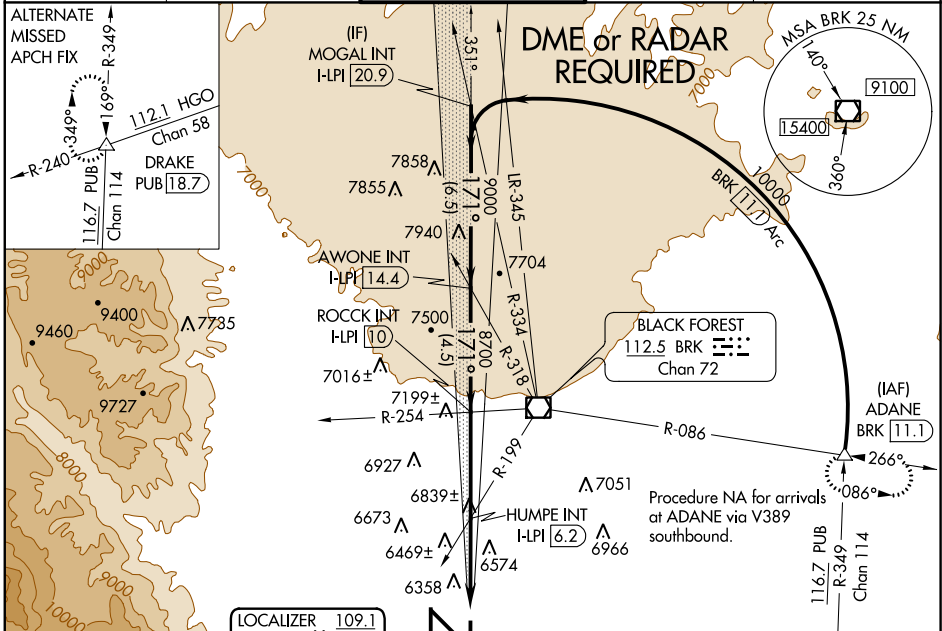 ALTERNATE
MISSED
APCH FIX
R-349
349°
169°
112.1 HGO
Chan 58
R-240
DRAKE
PUB 18.7
116.7 PUB
Chan 114
(IF)
MOGAL INT
I-LPI 20.9
351°
DME or RADAR
REQUIRED
MSA BRK 25 NM
140°
9100
15400
360°
7000
7000
7858
7855
7940
171°
(6.5)
9000
LR-345
10000
BRK 11.1 Arc
AWONE INT
I-LPI 14.4
7704
R-334
R-318
ROCCK INT
I-LPI 10
7500
171°
(4.5)
8700
BLACK FOREST
112.5 BRK
Chan 72
9000
9400
9460
7735
9727
7016±
7199±
R-254
R-199
R-086
(IAF)
ADANE
BRK 11.1
266°
086°
8000
6927
6839±
7051
Procedure NA for arrivals
at ADANE via V389
southbound.
6673
HUMPE INT
I-LPI 6.2
6469±
6574
6966
6358
116.7 PUB
R-349
Chan 114
9000
10000
LOCALIZER 109.1